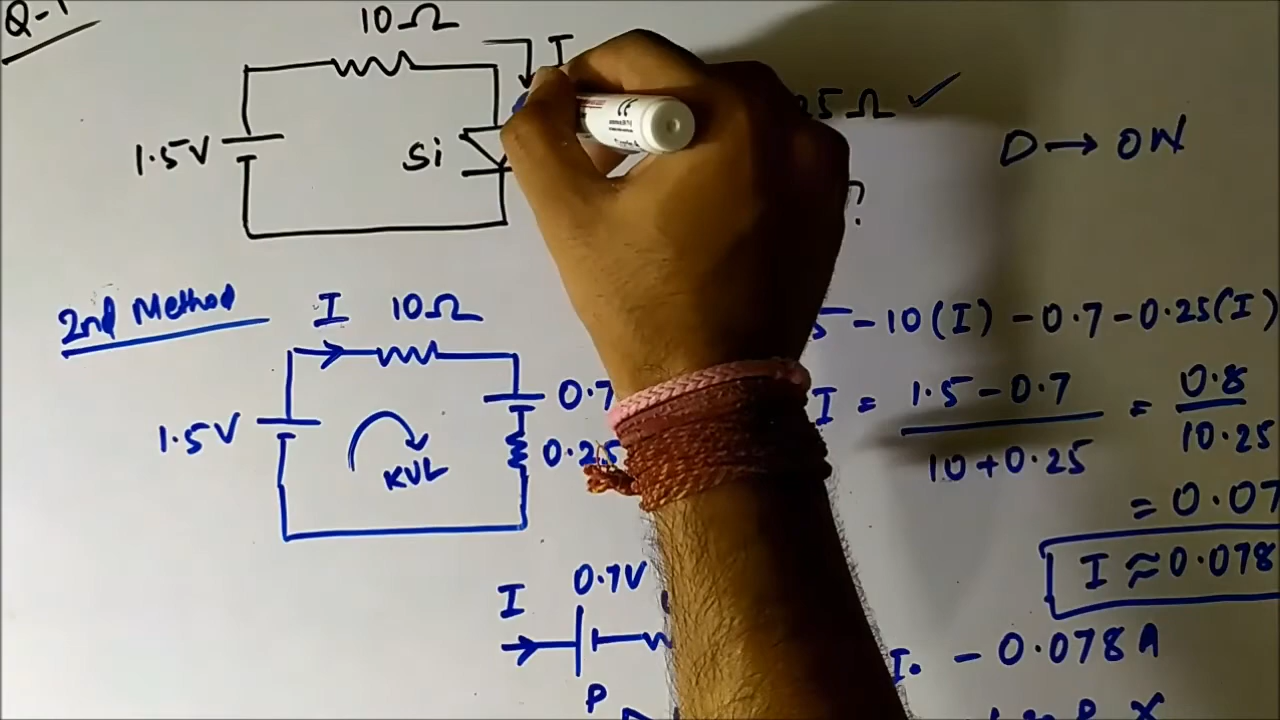 Q-1
10Ω
I
1.5V
Si
25Ω ✓
D → ON
?
2nd Method
I
10Ω
1.5V
KVL
0.7
0.25
5-10(I)-0.7-0.25(I)
I = 1.5-0.7 / 10+0.25 = 0.8 / 10.25
= 0.07
I ≈ 0.078
I
0.7V
P
I.
- 0.078A